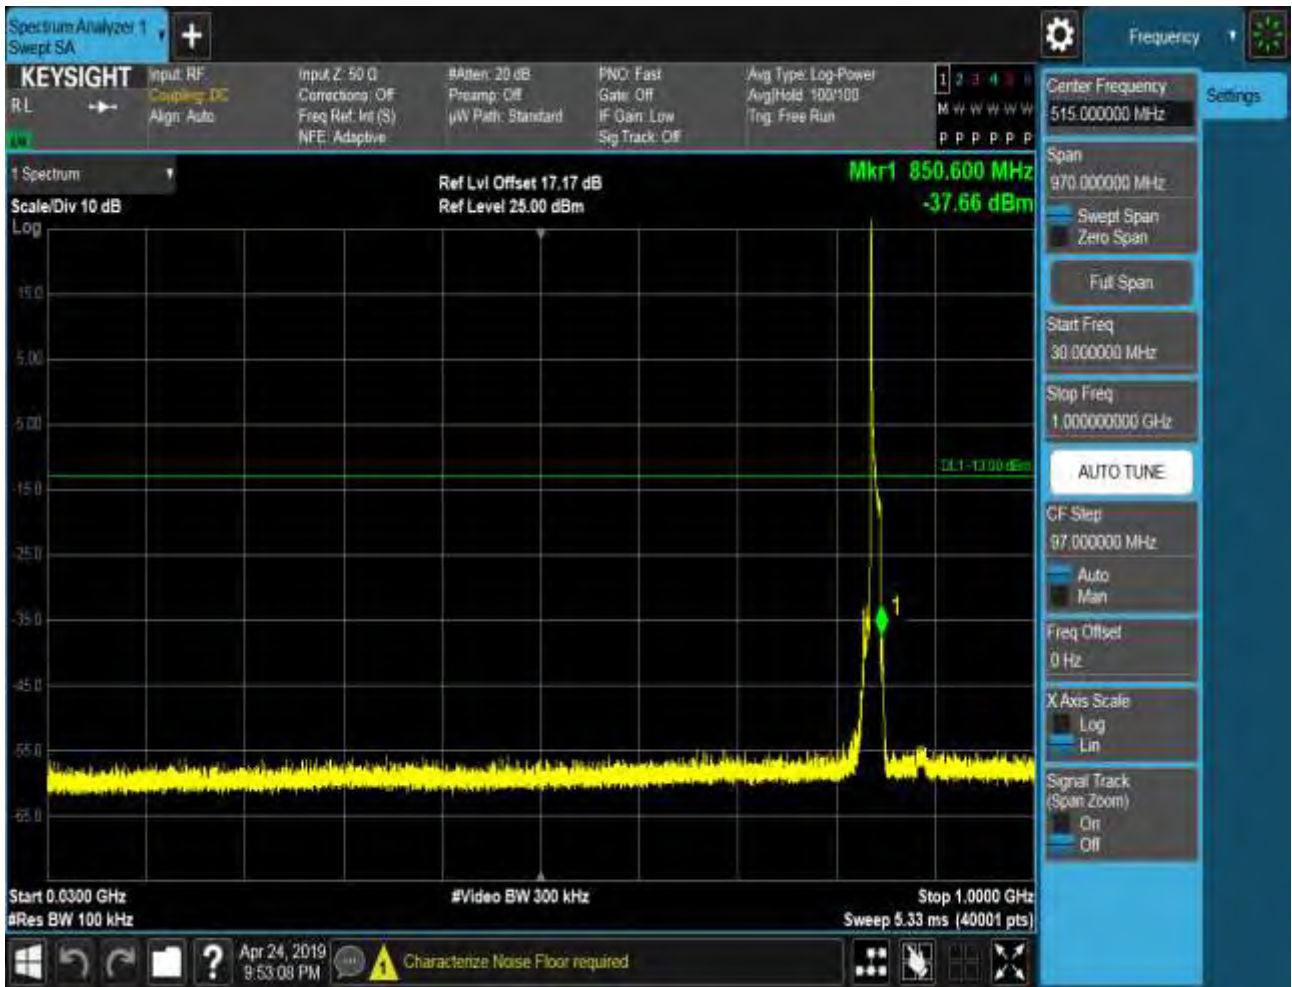 Spectrum Analyzer 1
Swept SA
Frequency
KEYSIGHT
R L
Input: RF
Coupling: DC
Align: Auto
Input Z: 50 Ω
Corrections: Off
Freq Ref: Int (S)
NFE: Adaptive
#Atten: 20 dB
Preamp: Off
µW Path: Standard
PNO: Fast
Gate: Off
IF Gain: Low
Sig Track: Off
Avg Type: Log-Power
Avg|Hold: 100/100
Trig: Free Run
1 2 3 4 5 6
M W W W W W
P P P P P P
1 Spectrum
Scale/Div 10 dB
Log
Ref Lvl Offset 17.17 dB
Ref Level 25.00 dBm
Mkr1 850.600 MHz
-37.66 dBm
15.0
5.00
-5.00
-15.0
-25.0
-35.0
-45.0
-55.0
-65.0
DL1 -13.00 dBm
1
Start 0.0300 GHz
#Res BW 100 kHz
#Video BW 300 kHz
Stop 1.0000 GHz
Sweep 5.33 ms (40001 pts)
Center Frequency
515.000000 MHz
Settings
Span
970.000000 MHz
Swept Span
Zero Span
Full Span
Start Freq
30.000000 MHz
Stop Freq
1.000000000 GHz
AUTO TUNE
CF Step
97.000000 MHz
Auto
Man
Freq Offset
0 Hz
X Axis Scale
Log
Lin
Signal Track
(Span Zoom)
On
Off
?
Apr 24, 2019
9:53:08 PM
1
Characterize Noise Floor required